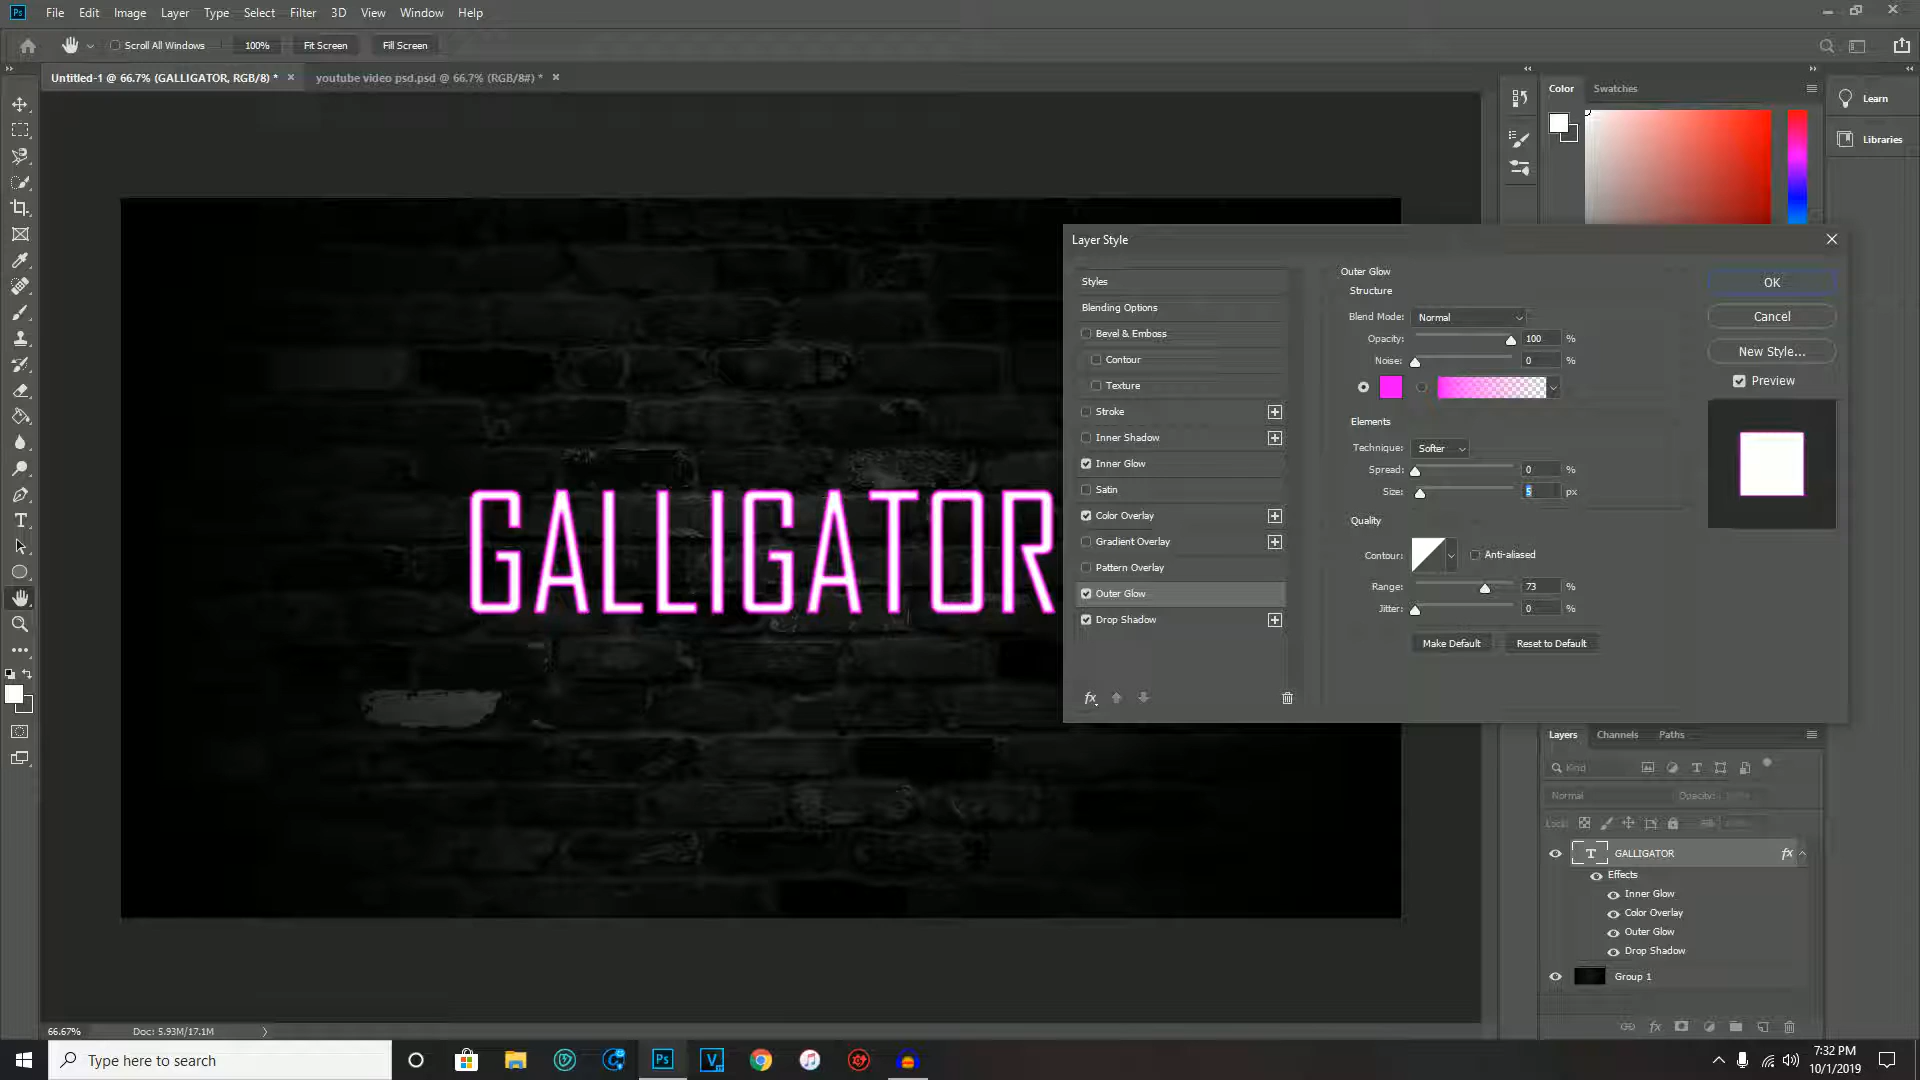 Ps File Edit Image Layer Type Select Filter 3D View Window Help
Scroll All Windows 100% Fit Screen Fill Screen
Untitled-1 @ 66.7% (GALLIGATOR, RGB/8) * × youtube video psd.psd @ 66.7% (RGB/8#) * ×
Color Swatches
Learn
Libraries
GALLIGATOR
Layer Style
Styles
Blending Options
Bevel & Emboss
Contour
Texture
Stroke
Inner Shadow
Inner Glow
Satin
Color Overlay
Gradient Overlay
Pattern Overlay
Outer Glow
Drop Shadow
fx
Outer Glow
Structure
Blend Mode: Normal
Opacity: 100 %
Noise: 0 %
Elements
Technique: Softer
Spread: 0 %
Size: 5 px
Quality
Contour: Anti-aliased
Range: 73 %
Jitter: 0 %
Make Default Reset to Default
OK
Cancel
New Style...
Preview
Layers Channels Paths
Kind
Normal Opacity:
Lock:
GALLIGATOR fx
Effects
Inner Glow
Color Overlay
Outer Glow
Drop Shadow
Group 1
fx
66.67% Doc: 5.93M/17.1M
Type here to search
Ps
V
7:32 PM
10/1/2019